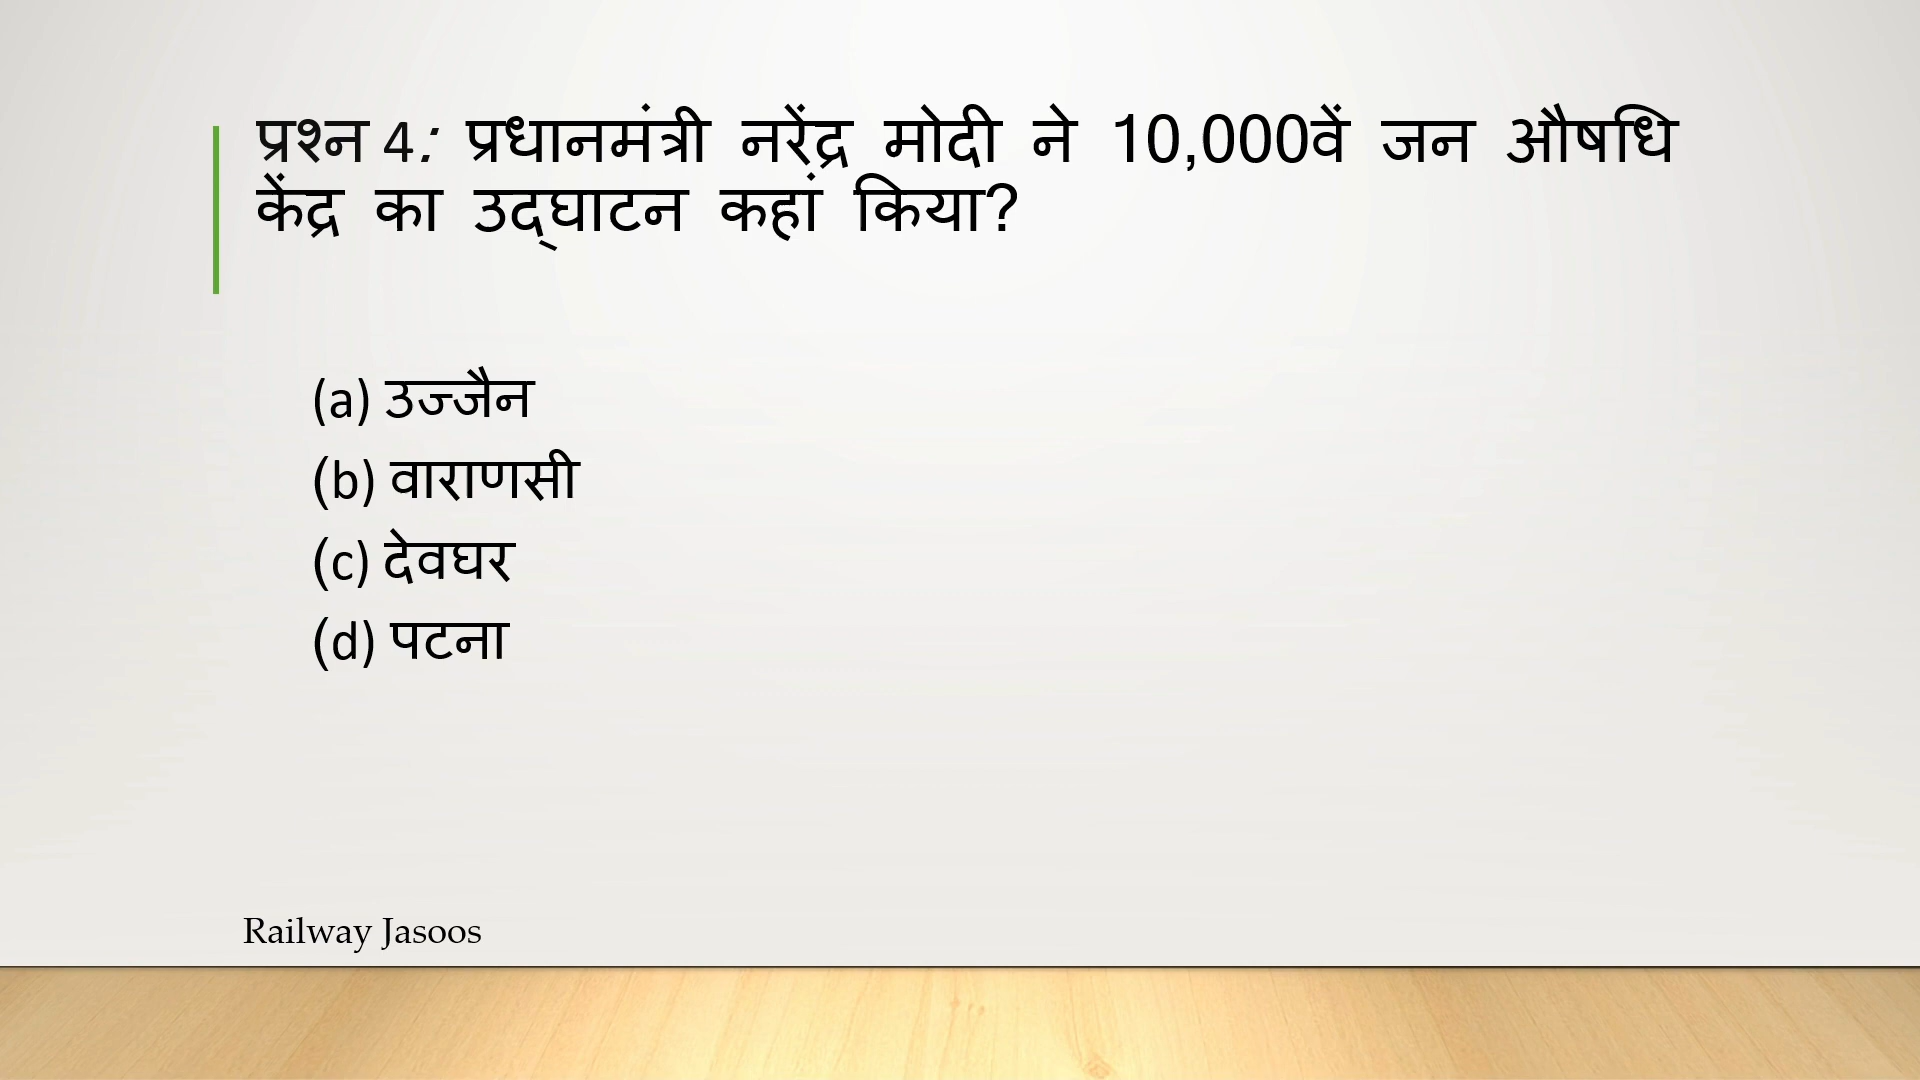 प्रश्न 4: प्रधानमंत्री नरेंद्र मोदी ने 10,000वें जन औषधि
केंद्र का उद्‌घाटन कहां किया?
(a) उज्जैन
(b) वाराणसी
(c) देवघर
(d) पटना
Railway Jasoos